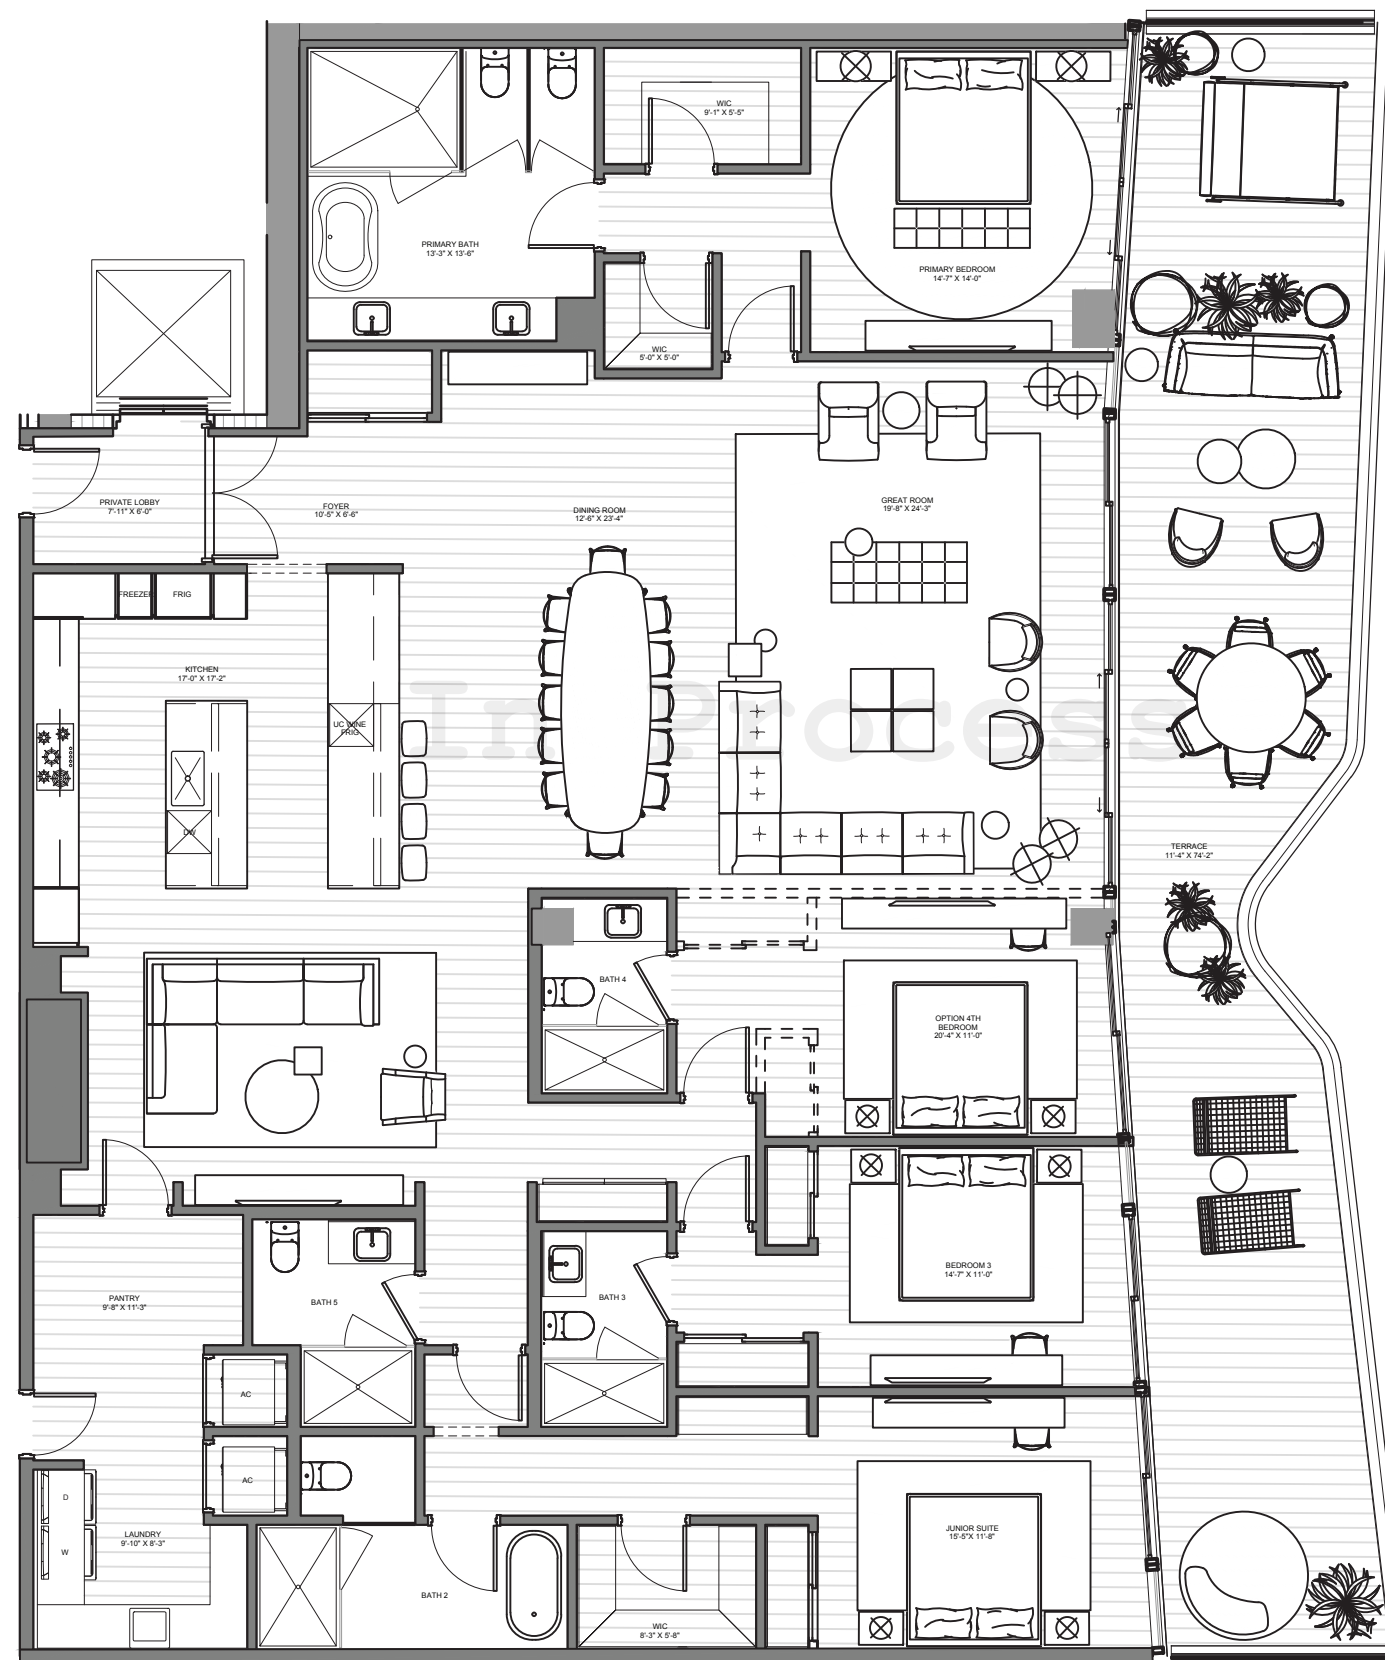 WIC
9'-1" X 5'-5"
PRIMARY BATH
13'-3" X 13'-6"
PRIMARY BEDROOM
14'-7" X 14'-0"
WIC
5'-0" X 5'-0"
PRIVATE LOBBY
7'-11" X 6'-0"
FOYER
10'-5" X 6'-6"
DINING ROOM
12'-6" X 23'-4"
GREAT ROOM
19'-8" X 24'-3"
FREEZER
FRIG
KITCHEN
17'-0" X 17'-2"
UC WINE
FRIG
In Process
DW
TERRACE
11'-4" X 74'-2"
BATH 4
OPTION 4TH
BEDROOM
20'-4" X 11'-0"
BEDROOM 3
14'-7" X 11'-0"
PANTRY
9'-8" X 11'-3"
BATH 5
BATH 3
AC
AC
D
W
LAUNDRY
9'-10" X 8'-3"
JUNIOR SUITE
15'-5"X 11'-8"
BATH 2
WIC
8'-3" X 5'-8"